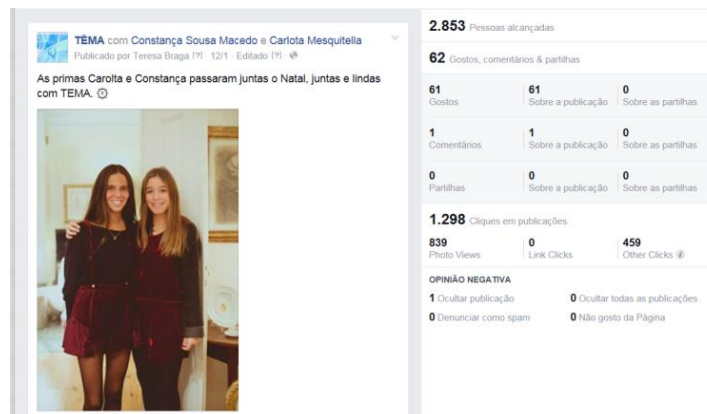 TÊMA com Constança Sousa Macedo e Carlota Mesquitella
Publicado por Teresa Braga [?] · 12/1 · Editado [?] ·
As primas Carolta e Constança passaram juntas o Natal, juntas e lindas
com TEMA.
2.853 Pessoas alcançadas
62 Gostos, comentários & partilhas
61 61 0
Gostos Sobre a publicação Sobre as partilhas
1 1 0
Comentários Sobre a publicação Sobre as partilhas
0 0 0
Partilhas Sobre a publicação Sobre as partilhas
1.298 Cliques em publicações
839 0 459
Photo Views Link Clicks Other Clicks i
OPINIÃO NEGATIVA
1 Ocultar publicação 0 Ocultar todas as publicações
0 Denunciar como spam 0 Não gosto da Página